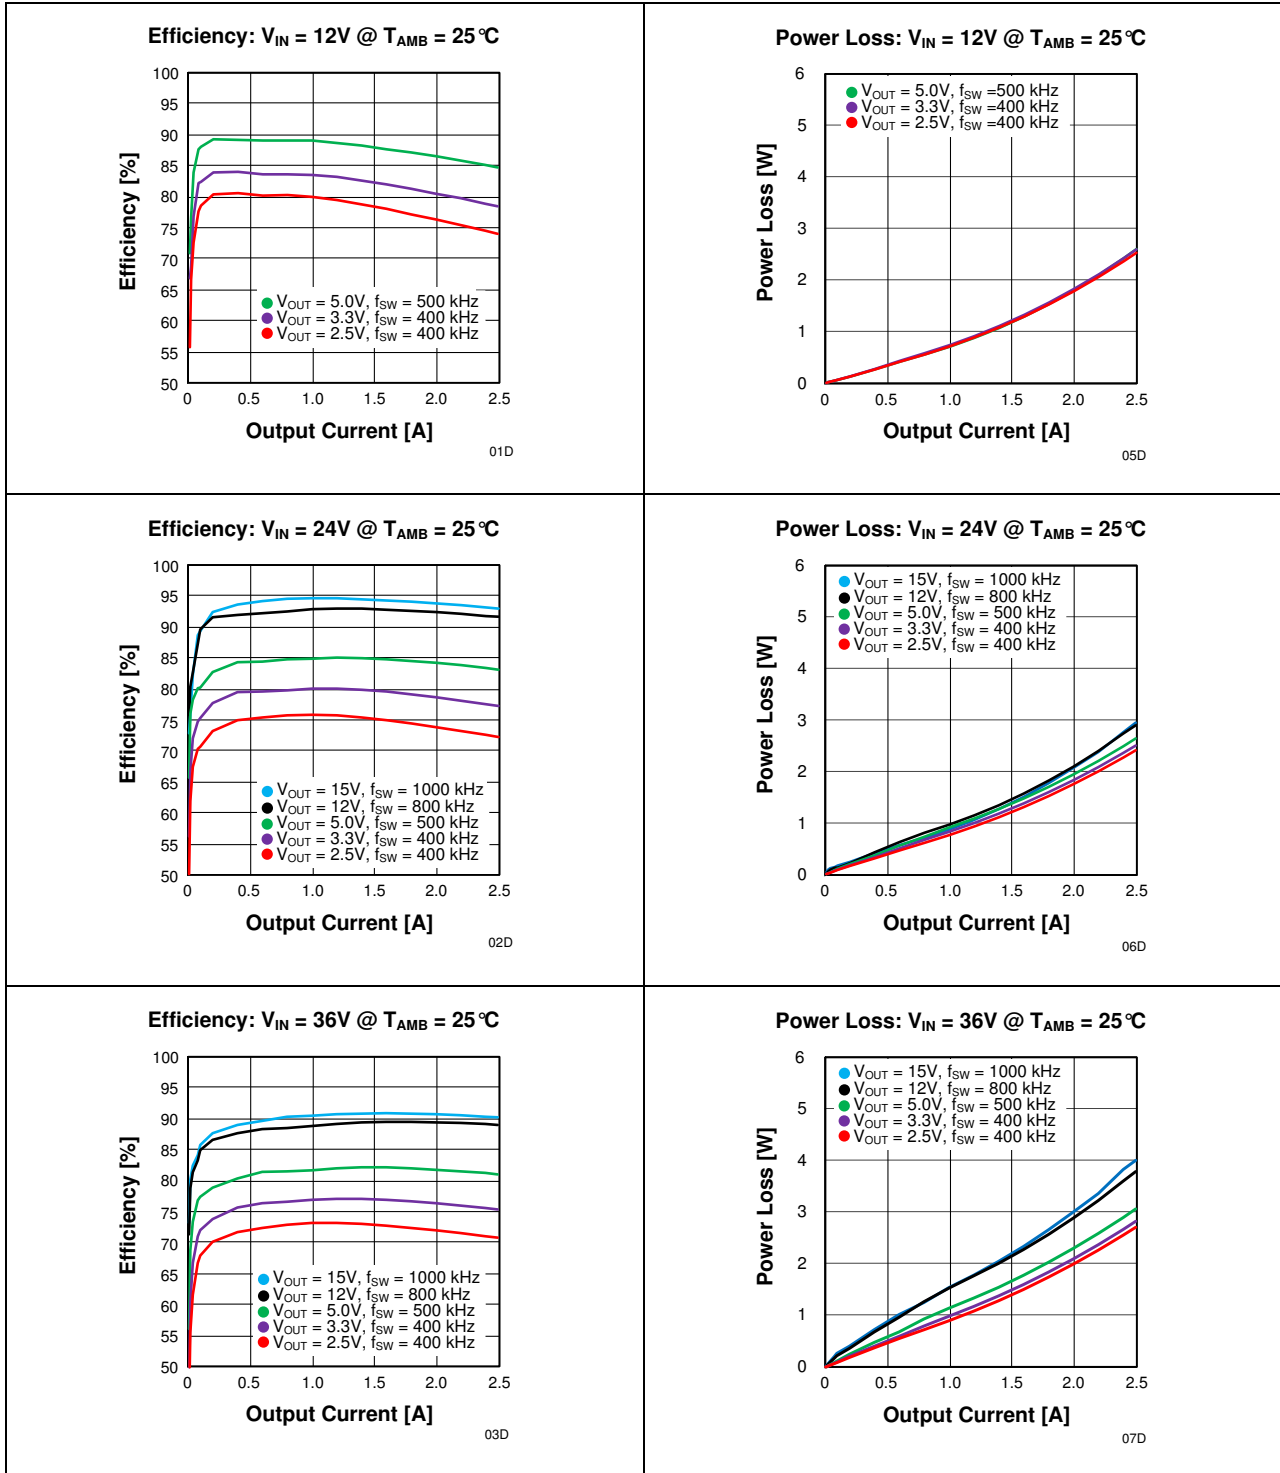 Efficiency: VIN = 12V @ TAMB = 25°C
100
95
90
85
80
75
70
65
60
55
50
Efficiency [%]
VOUT = 5.0V, fSW = 500 kHz
VOUT = 3.3V, fSW = 400 kHz
VOUT = 2.5V, fSW = 400 kHz
0 0.5 1.0 1.5 2.0 2.5
Output Current [A]
01D
Power Loss: VIN = 12V @ TAMB = 25°C
6
5
4
3
2
1
0
Power Loss [W]
VOUT = 5.0V, fSW =500 kHz
VOUT = 3.3V, fSW =400 kHz
VOUT = 2.5V, fSW =400 kHz
0 0.5 1.0 1.5 2.0 2.5
Output Current [A]
05D
Efficiency: VIN = 24V @ TAMB = 25°C
100
95
90
85
80
75
70
65
60
55
50
Efficiency [%]
VOUT = 15V, fSW = 1000 kHz
VOUT = 12V, fSW = 800 kHz
VOUT = 5.0V, fSW = 500 kHz
VOUT = 3.3V, fSW = 400 kHz
VOUT = 2.5V, fSW = 400 kHz
0 0.5 1.0 1.5 2.0 2.5
Output Current [A]
02D
Power Loss: VIN = 24V @ TAMB = 25°C
6
5
4
3
2
1
0
Power Loss [W]
VOUT = 15V, fSW = 1000 kHz
VOUT = 12V, fSW = 800 kHz
VOUT = 5.0V, fSW = 500 kHz
VOUT = 3.3V, fSW = 400 kHz
VOUT = 2.5V, fSW = 400 kHz
0 0.5 1.0 1.5 2.0 2.5
Output Current [A]
06D
Efficiency: VIN = 36V @ TAMB = 25°C
100
95
90
85
80
75
70
65
60
55
50
Efficiency [%]
VOUT = 15V, fSW = 1000 kHz
VOUT = 12V, fSW = 800 kHz
VOUT = 5.0V, fSW = 500 kHz
VOUT = 3.3V, fSW = 400 kHz
VOUT = 2.5V, fSW = 400 kHz
0 0.5 1.0 1.5 2.0 2.5
Output Current [A]
03D
Power Loss: VIN = 36V @ TAMB = 25°C
6
5
4
3
2
1
0
Power Loss [W]
VOUT = 15V, fSW = 1000 kHz
VOUT = 12V, fSW = 800 kHz
VOUT = 5.0V, fSW = 500 kHz
VOUT = 3.3V, fSW = 400 kHz
VOUT = 2.5V, fSW = 400 kHz
0 0.5 1.0 1.5 2.0 2.5
Output Current [A]
07D